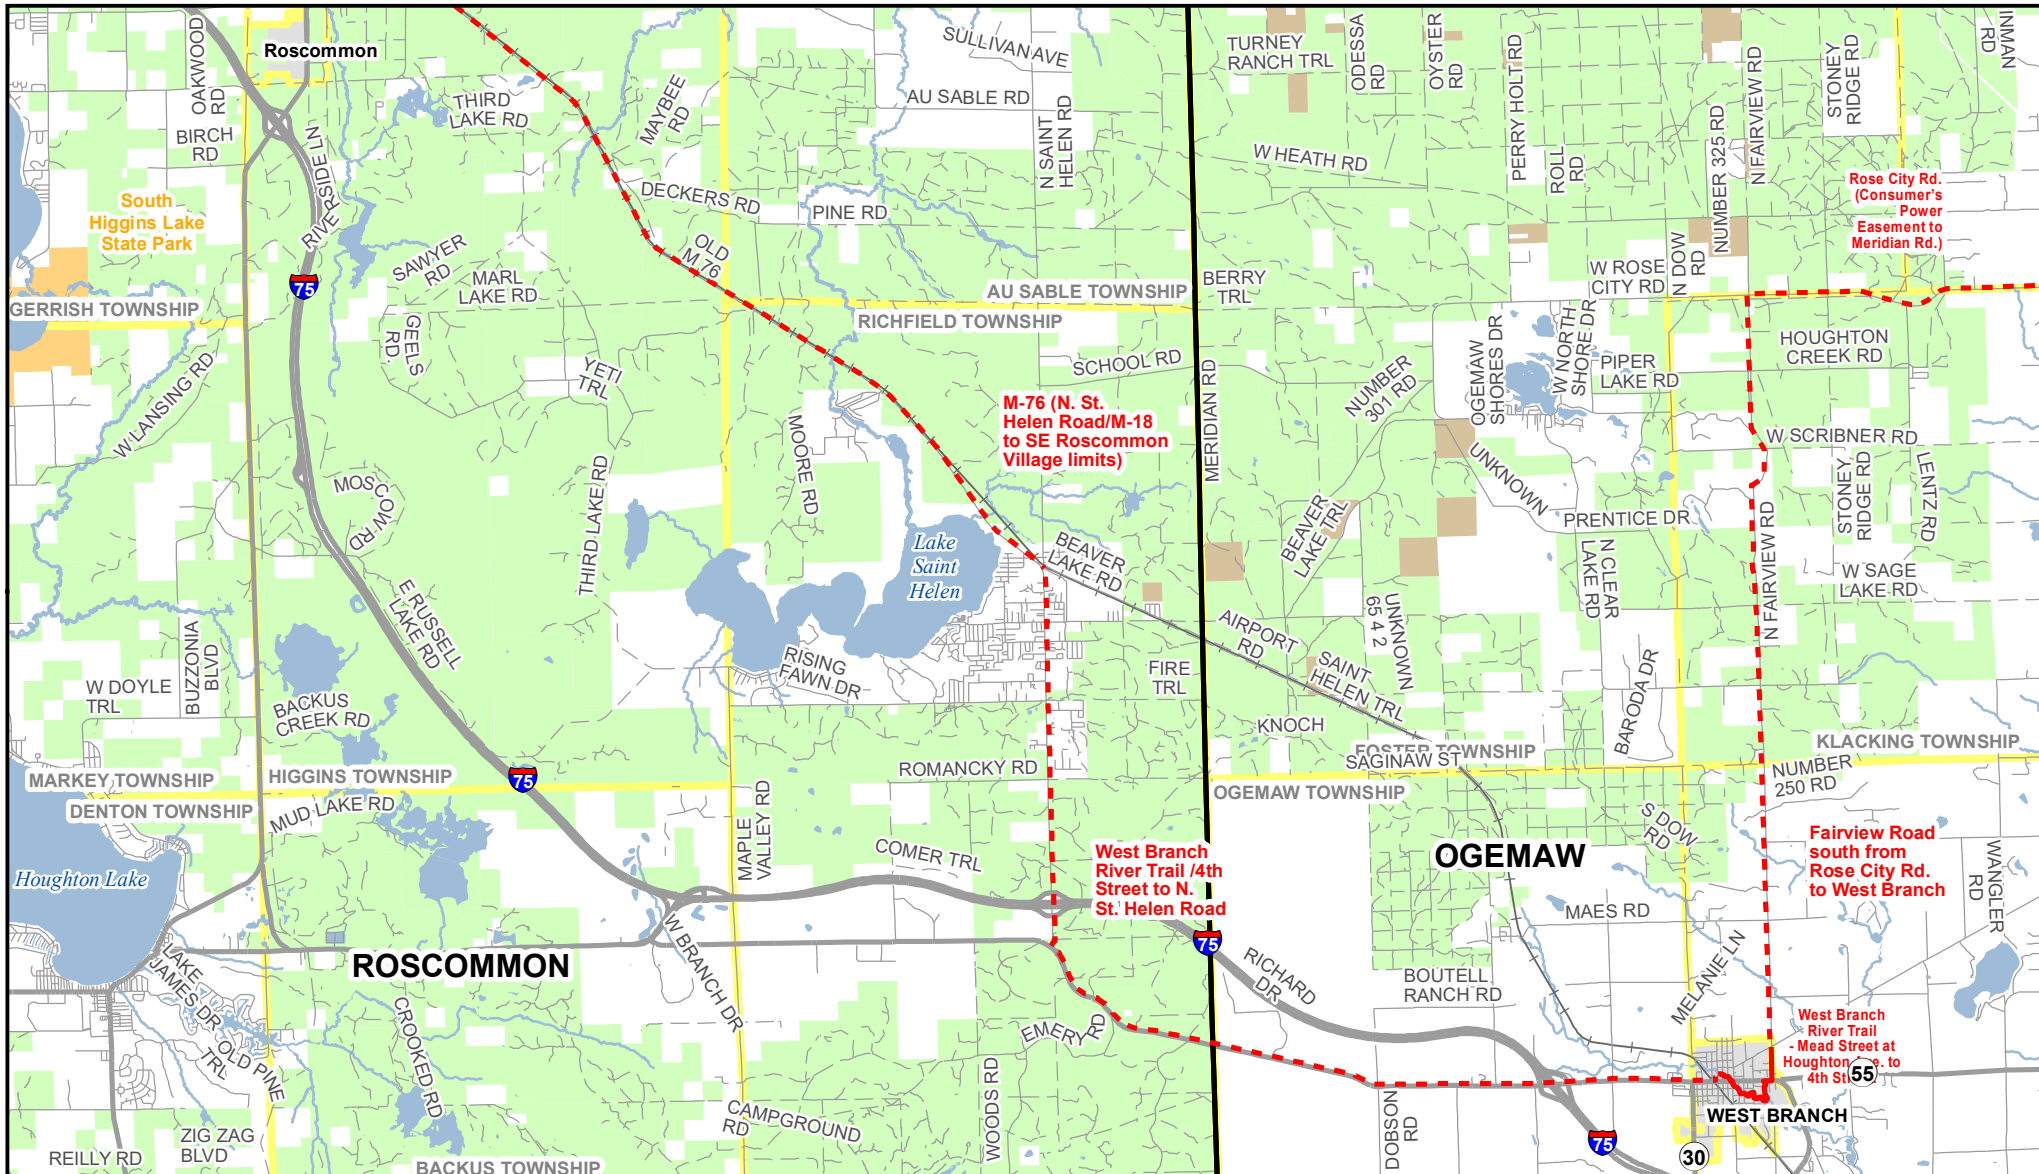 Roscommon
OAKWOOD
RD
BIRCH
RD
RIVERSIDE LN
THIRD
LAKE RD
MAYBEE
RD
SULLIVAN AVE
AU SABLE RD
N SAINT
HELEN RD
DECKERS RD
PINE RD
OLD
M 76
South
Higgins Lake
State Park
75
SAWYER
RD
MARL
LAKE RD
GERRISH TOWNSHIP
AU SABLE TOWNSHIP
RICHFIELD TOWNSHIP
GEELS
RD.
YETI
TRL
SCHOOL RD
W LANSING RD
MOSCOW RD
THIRD LAKE RD
MOORE RD
M-76 (N. St.
Helen Road/M-18
to SE Roscommon
Village limits)
MERIDIAN RD
Lake
Saint
Helen
BEAVER
LAKE RD
E RUSSELL
LAKE RD
BUZZONIA
BLVD
W DOYLE
TRL
BACKUS
CREEK RD
RISING
FAWN DR
FIRE
TRL
MARKEY TOWNSHIP
HIGGINS TOWNSHIP
75
DENTON TOWNSHIP
MUD LAKE RD
ROMANCKY RD
MAPLE
VALLEY RD
COMER TRL
Houghton Lake
West Branch
River Trail /4th
Street to N.
St. Helen Road
ROSCOMMON
W BRANCH DR
LAKE
JAMES DR
OLD PINE
TRL
CROOKED RD
EMERY RD
WOODS RD
CAMPGROUND
RD
ZIG ZAG
BLVD
REILLY RD
BACKUS TOWNSHIP
TURNEY
RANCH TRL
ODESSA
RD
OYSTER
RD
PERRY HOLT RD
W HEATH RD
ROLL
RD
NUMBER 325 RD
N FAIRVIEW RD
STONEY
RIDGE RD
INMAN
RD
Rose City Rd.
(Consumer's
Power
Easement to
Meridian Rd.)
BERRY
TRL
W ROSE
CITY RD
N DOW
RD
OGEMAW
SHORES DR
W NORTH
SHORE DR
PIPER
LAKE RD
HOUGHTON
CREEK RD
NUMBER
301 RD
UNKNOWN
W SCRIBNER RD
STONEY
RIDGE RD
LENTZ RD
BEAVER
LAKE TRL
PRENTICE DR
N CLEAR
LAKE RD
N FAIRVIEW RD
W SAGE
LAKE RD
AIRPORT
RD
UNKNOWN
65 4 2
SAINT
HELEN TRL
KNOCH
BARODA DR
FOSTER TOWNSHIP
SAGINAW ST
KLACKING TOWNSHIP
OGEMAW TOWNSHIP
NUMBER
250 RD
S DOW
RD
OGEMAW
Fairview Road
south from
Rose City Rd.
to West Branch
WANGLER
RD
MAES RD
75
RICHARD
DR
BOUTELL
RANCH RD
MELANIE LN
West Branch
River Trail
- Mead Street at
Houghton to
4th
55
DOBSON
RD
WEST BRANCH
75
30